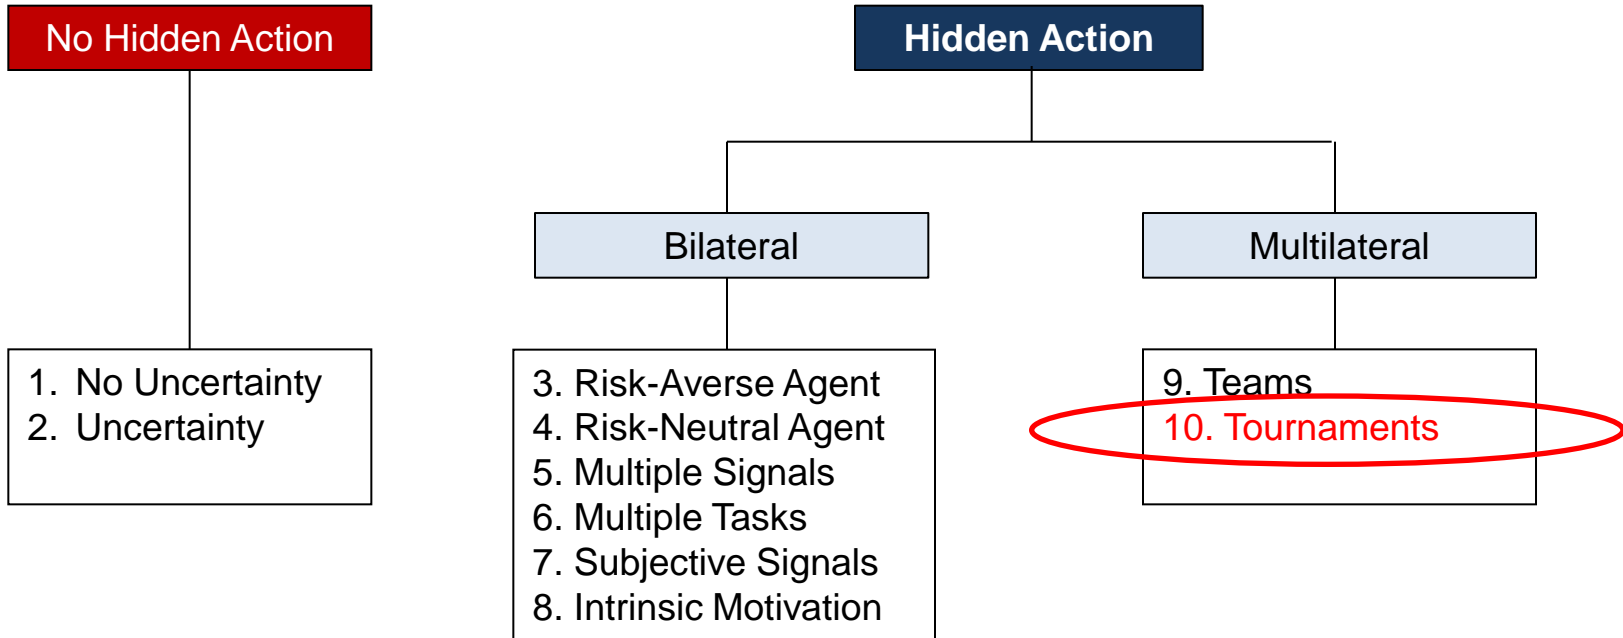 No Hidden Action
Hidden Action
Bilateral
Multilateral
1. No Uncertainty
2. Uncertainty
3. Risk-Averse Agent
4. Risk-Neutral Agent
5. Multiple Signals
6. Multiple Tasks
7. Subjective Signals
8. Intrinsic Motivation
9. Teams
10. Tournaments